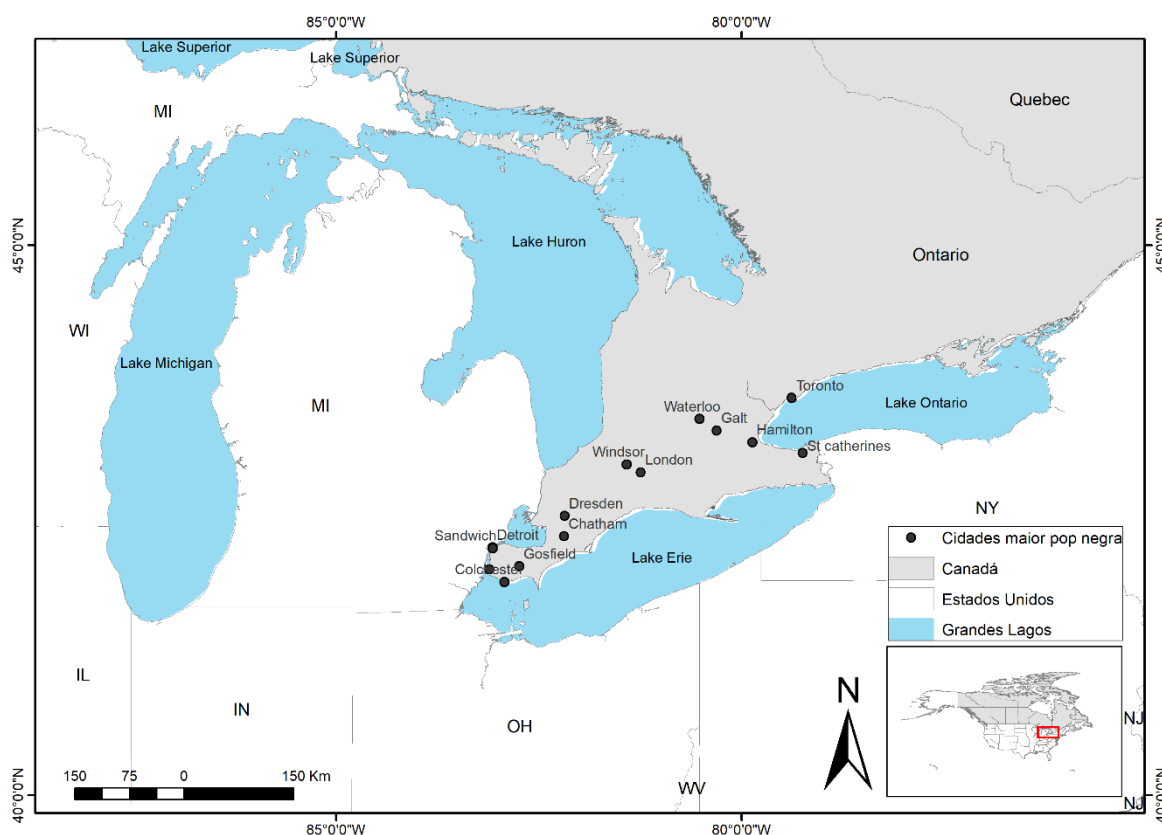 85°0'0"W
80°0'0"W
Lake Superior
Lake Superior
MI
Quebec
45°0'0"N
45°0'0"N
Lake Huron
Ontario
WI
Lake Michigan
MI
Toronto
Lake Ontario
Waterloo
Galt
Hamilton
St catherines
Windsor
London
Dresden
Chatham
Sandwich
Detroit
Gosfield
Colchester
Lake Erie
NY
Cidades maior pop negra
Canadá
Estados Unidos
Grandes Lagos
IL
IN
OH
WV
N
NJ
NJ
150 75 0 150 Km
40°0'0"N
40°0'0"N
85°0'0"W
80°0'0"W